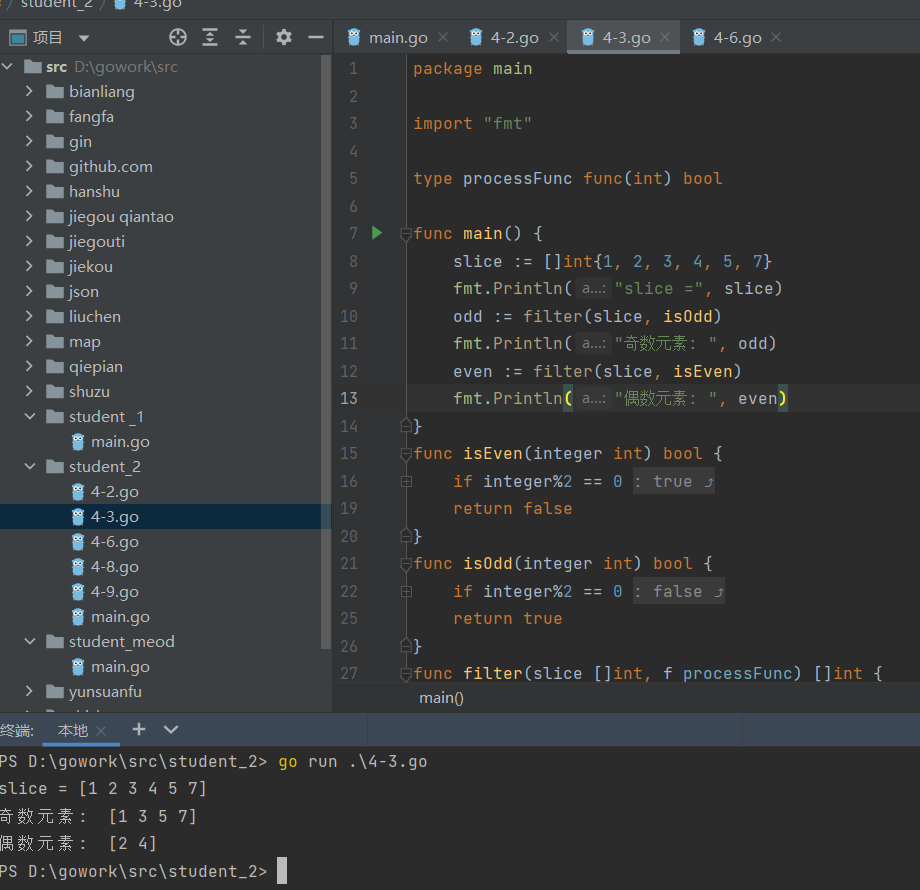 student_2 / 4-3.go
项目
main.go 4-2.go 4-3.go 4-6.go
src D:\gowork\src
bianliang
fangfa
gin
github.com
hanshu
jiegou qiantao
jiegouti
jiekou
json
liuchen
map
qiepian
shuzu
student _1
main.go
student_2
4-2.go
4-3.go
4-6.go
4-8.go
4-9.go
main.go
student_meod
main.go
yunsuanfu
1 package main
2
3 import "fmt"
4
5 type processFunc func(int) bool
6
7 func main() {
8 slice := []int{1, 2, 3, 4, 5, 7}
9 fmt.Println( a...: "slice =", slice)
10 odd := filter(slice, isOdd)
11 fmt.Println( a...: "奇数元素: ", odd)
12 even := filter(slice, isEven)
13 fmt.Println( a...: "偶数元素: ", even)
14 }
15 func isEven(integer int) bool {
16 if integer%2 == 0 : true ⤴
19 return false
20 }
21 func isOdd(integer int) bool {
22 if integer%2 == 0 : false ⤴
25 return true
26 }
27 func filter(slice []int, f processFunc) []int {
main()
终端: 本地
PS D:\gowork\src\student_2> go run .\4-3.go
slice = [1 2 3 4 5 7]
奇数元素: [1 3 5 7]
偶数元素: [2 4]
PS D:\gowork\src\student_2>